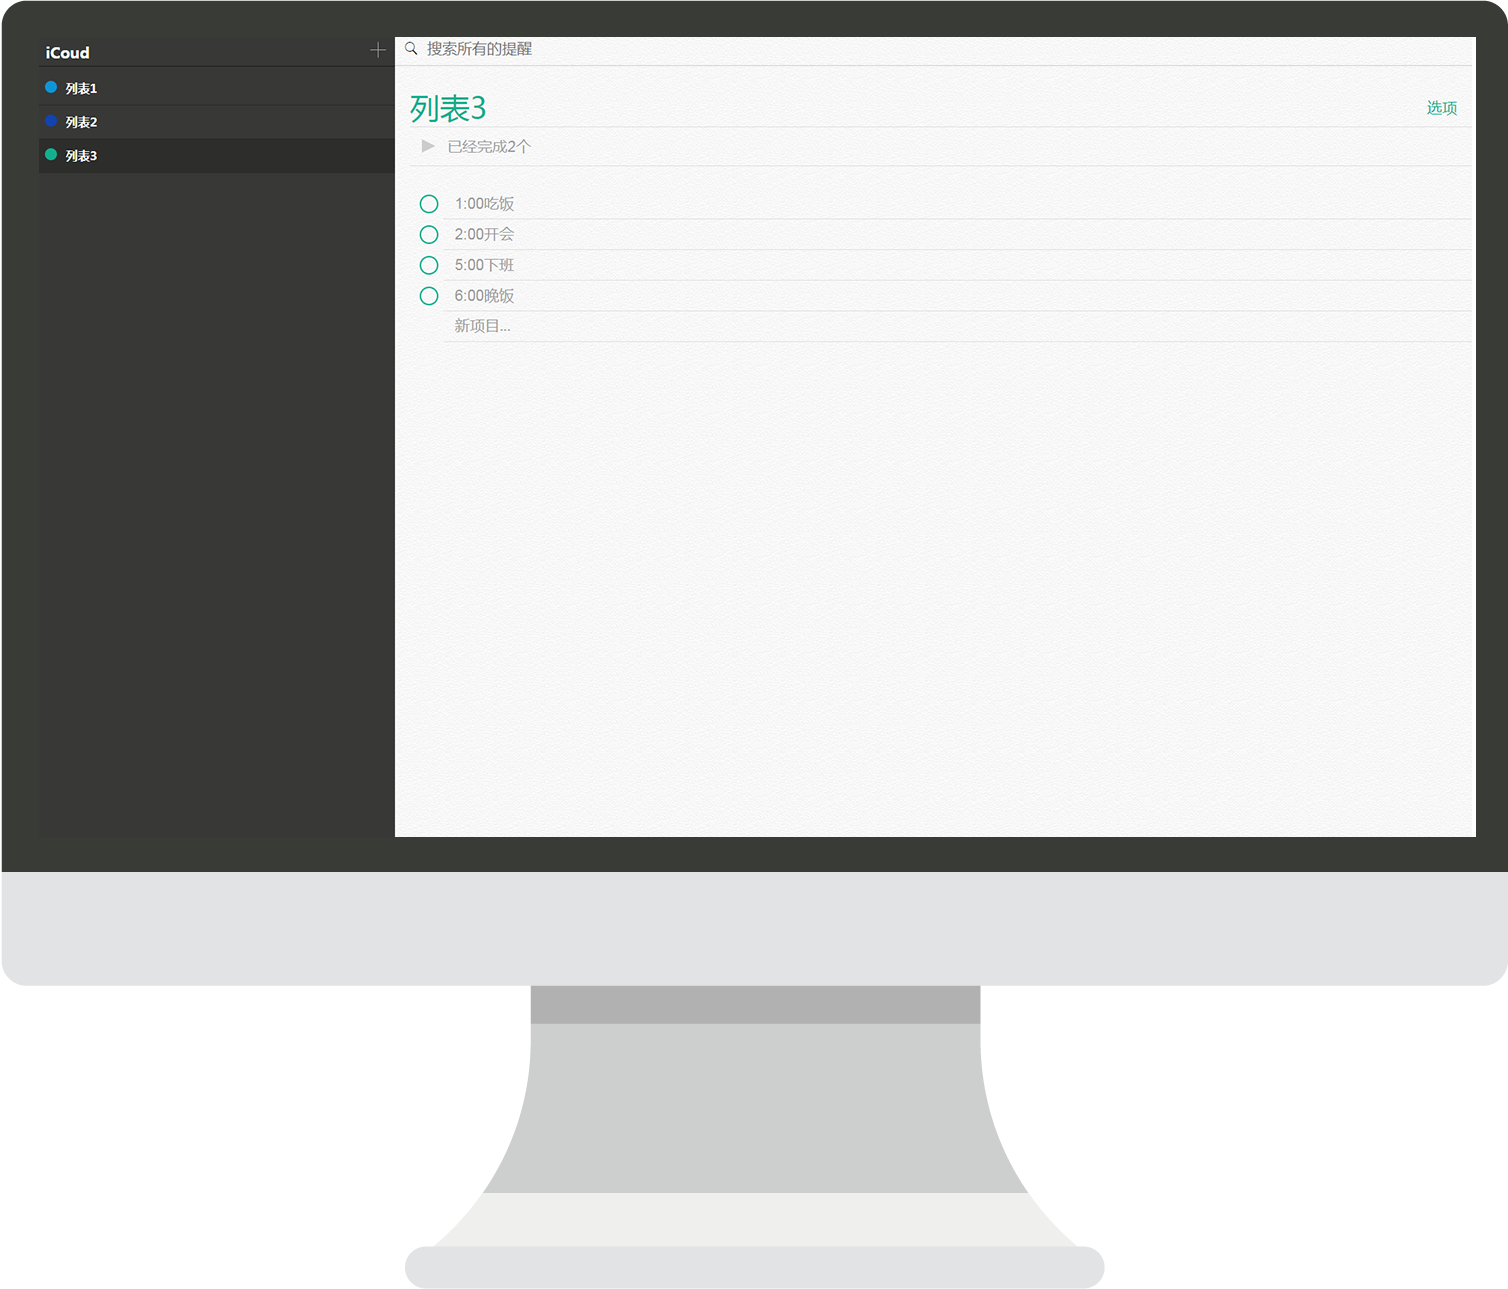 iCoud
列表1
列表2
列表3
搜索所有的提醒
列表3
选项
已经完成2个
1:00吃饭
2:00开会
5:00下班
6:00晚饭
新项目...